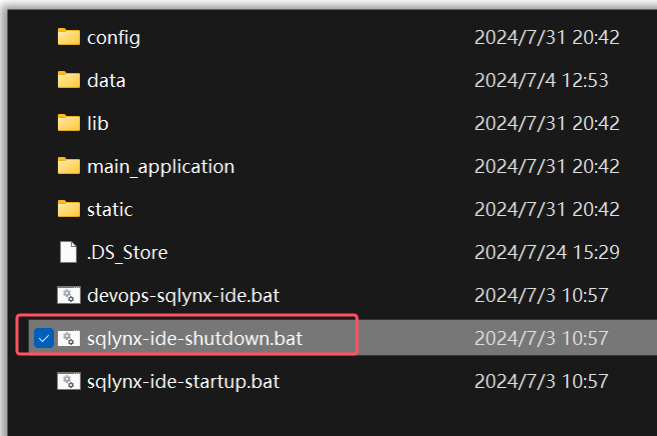 config 2024/7/31 20:42
data 2024/7/4 12:53
lib 2024/7/31 20:42
main_application 2024/7/31 20:42
static 2024/7/31 20:42
.DS_Store 2024/7/24 15:29
devops-sqlynx-ide.bat 2024/7/3 10:57
sqlynx-ide-shutdown.bat 2024/7/3 10:57
sqlynx-ide-startup.bat 2024/7/3 10:57